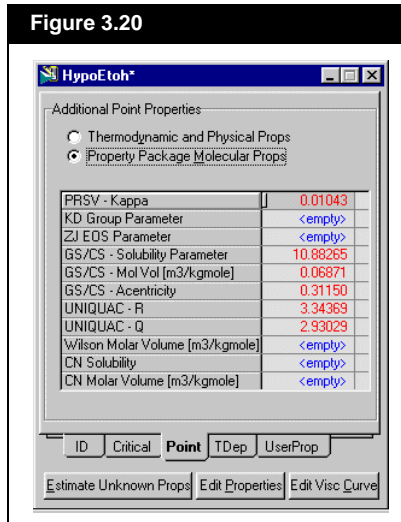 Figure 3.20
HypoEtoh*
Additional Point Properties
Thermodynamic and Physical Props
Property Package Molecular Props
PRSV - Kappa 0.01043
KD Group Parameter <empty>
ZJ EOS Parameter <empty>
GS/CS - Solubility Parameter 10.88265
GS/CS - Mol Vol [m3/kgmole] 0.06871
GS/CS - Acentricity 0.31150
UNIQUAC - R 3.34369
UNIQUAC - Q 2.93029
Wilson Molar Volume [m3/kgmole] <empty>
CN Solubility <empty>
CN Molar Volume [m3/kgmole] <empty>
ID Critical Point TDep UserProp
Estimate Unknown Props Edit Properties Edit Visc Curve